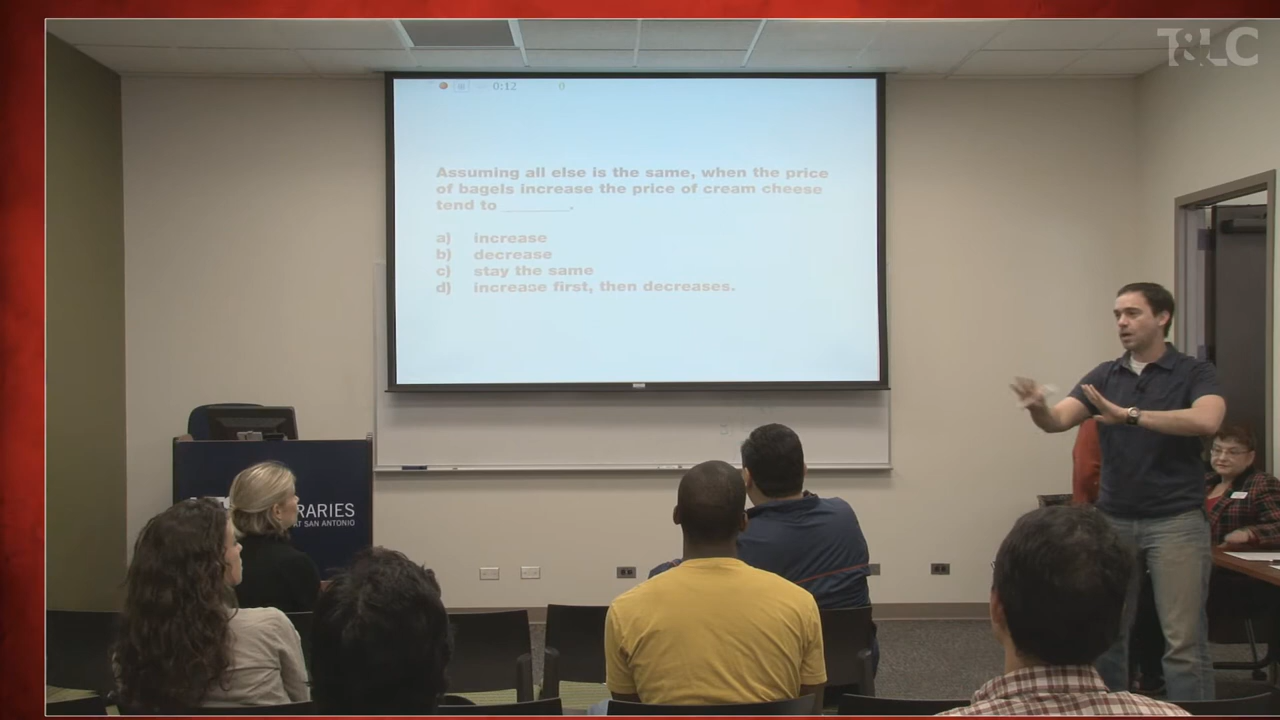 T&LC
0:12 0
Assuming all else is the same, when the price
of bagels increase the price of cream cheese
tend to ________.
a) increase
b) decrease
c) stay the same
d) increase first, then decreases.
RARIES
AT SAN ANTONIO